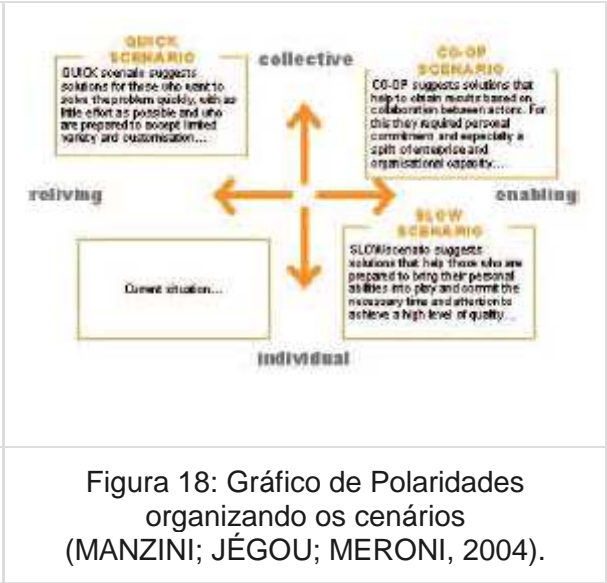 QUICK
SCENARIO
QUICK scenario suggests
solutions for those who want to
solve the problem quickly, with as
little effort as possible and who
are prepared to accept limited
variety and customisation...
collective
CO-OP
SCENARIO
CO-OP suggests solutions that
help to obtain results based on
collaboration between actors. For
this they required personal
commitment and especially a
spirit of enterprise and
organisational capacity...
reliving
enabling
SLOW
SCENARIO
SLOW scenario suggests
solutions that help those who are
prepared to bring their personal
abilities into play and commit the
necessary time and attention to
achieve a high level of quality...
Current situation...
individual
Figura 18: Gráfico de Polaridades
organizando os cenários
(MANZINI; JÉGOU; MERONI, 2004).